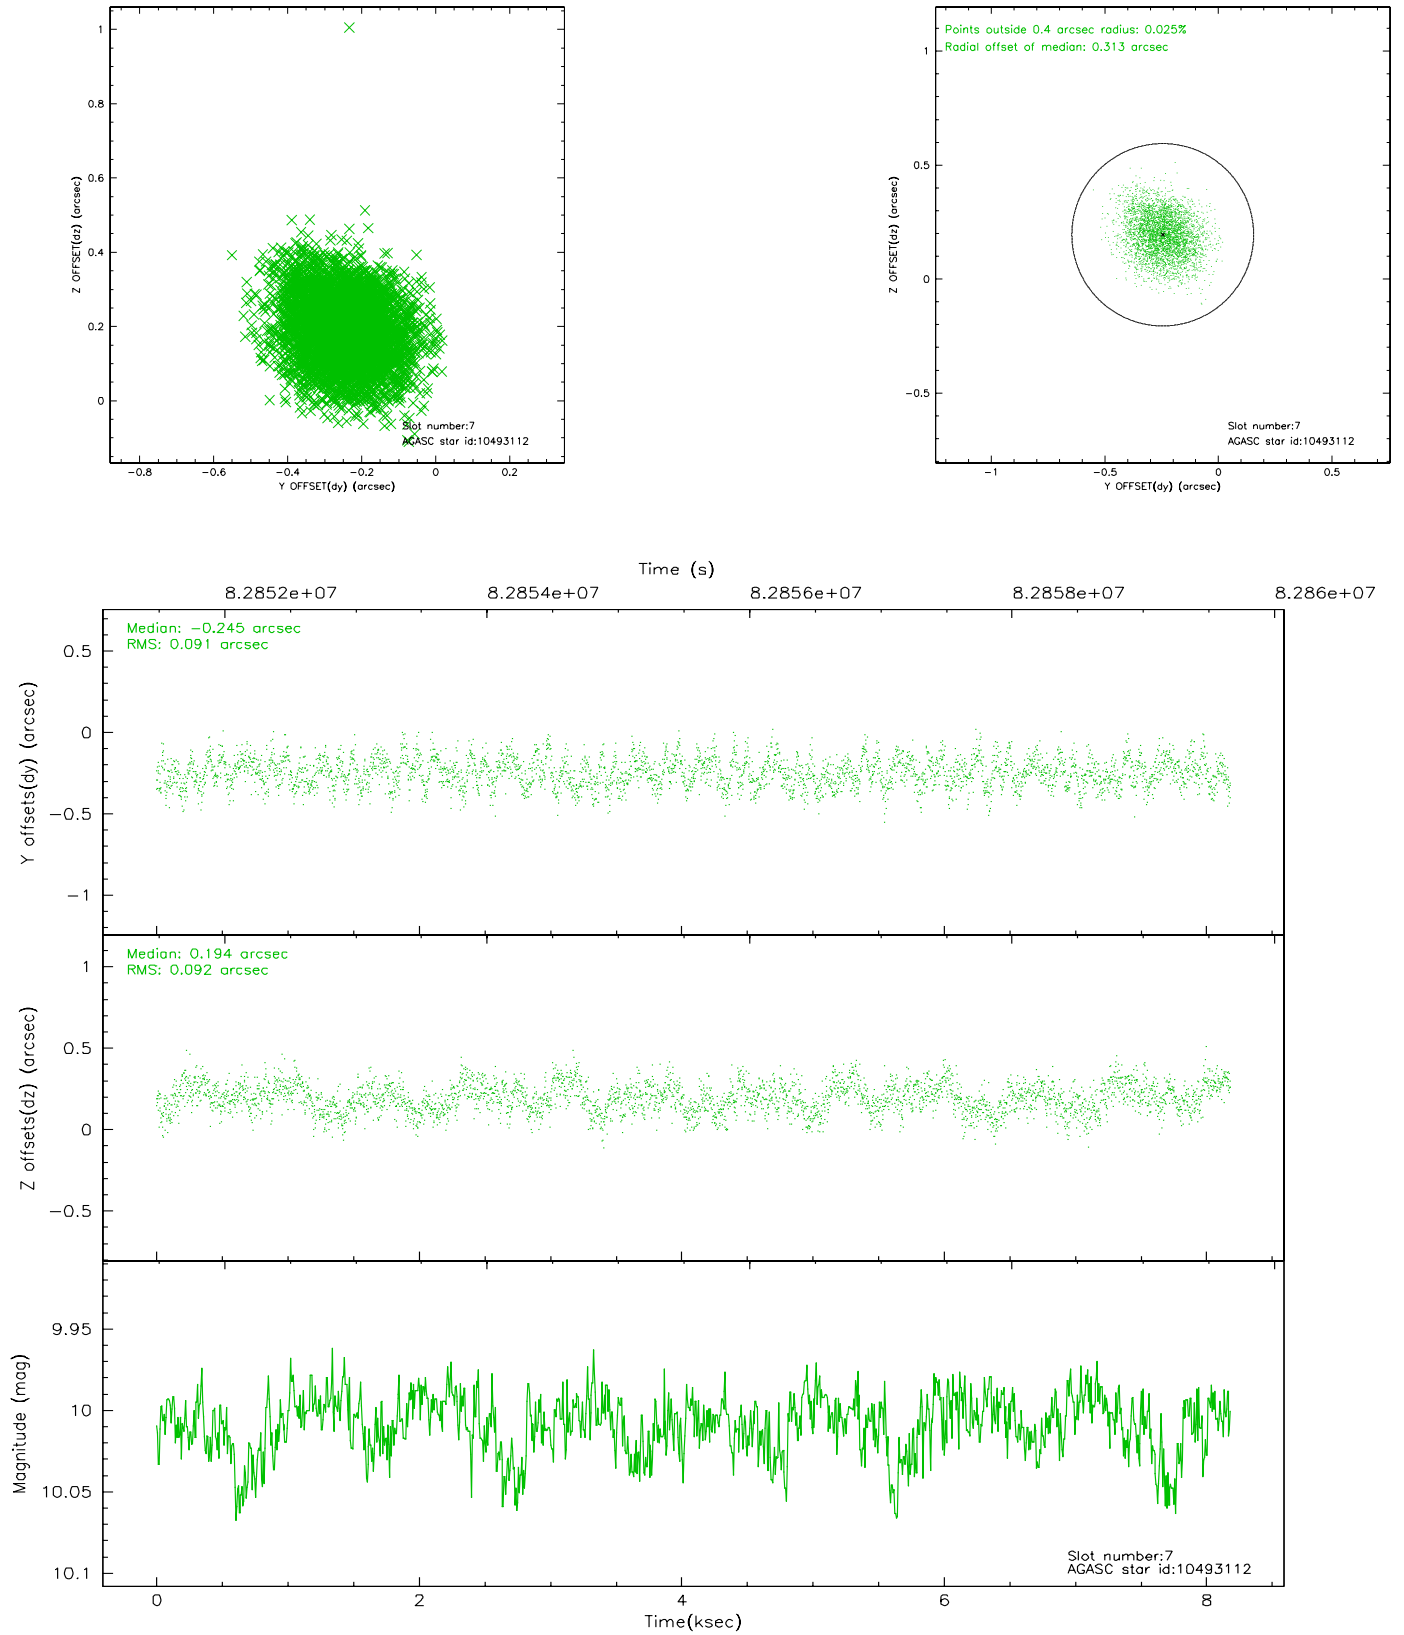 1
0.8
0.6
0.4
0.2
0
Z OFFSET(dz) (arcsec)
−0.8 −0.6 −0.4 −0.2 0 0.2
Y OFFSET(dy) (arcsec)
Slot number:7
AGASC star id:10493112
Points outside 0.4 arcsec radius: 0.025%
Radial offset of median: 0.313 arcsec
1
0.5
0
−0.5
Z OFFSET(dz) (arcsec)
−1 −0.5 0 0.5
Y OFFSET(dy) (arcsec)
Slot number:7
AGASC star id:10493112
Time (s)
8.2852e+07 8.2854e+07 8.2856e+07 8.2858e+07 8.286e+07
Median: −0.245 arcsec
RMS: 0.091 arcsec
0.5
0
−0.5
−1
Y offsets(dy) (arcsec)
Median: 0.194 arcsec
RMS: 0.092 arcsec
1
0.5
0
−0.5
Z offsets(dz) (arcsec)
9.95
10
10.05
10.1
Magnitude (mag)
Slot number:7
AGASC star id:10493112
0 2 4 6 8
Time(ksec)